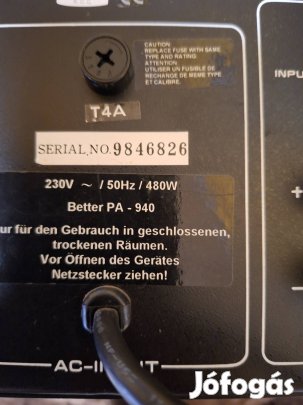 CAUTION
REPLACE FUSE WITH SAME
TYPE AND RATING
ATTENTION
UTILISER UN FUSIBLE DE
RECHANGE DE MEME TYPE
ET CALIBRE.
T4A
SERIAL NO. 9846826
230V ~ / 50Hz / 480W
Better PA - 940
ur für den Gebrauch in geschlossenen,
trockenen Räumen.
Vor Öffnen des Gerätes
Netzstecker ziehen!
INPU
AC-IN T
Jófogás